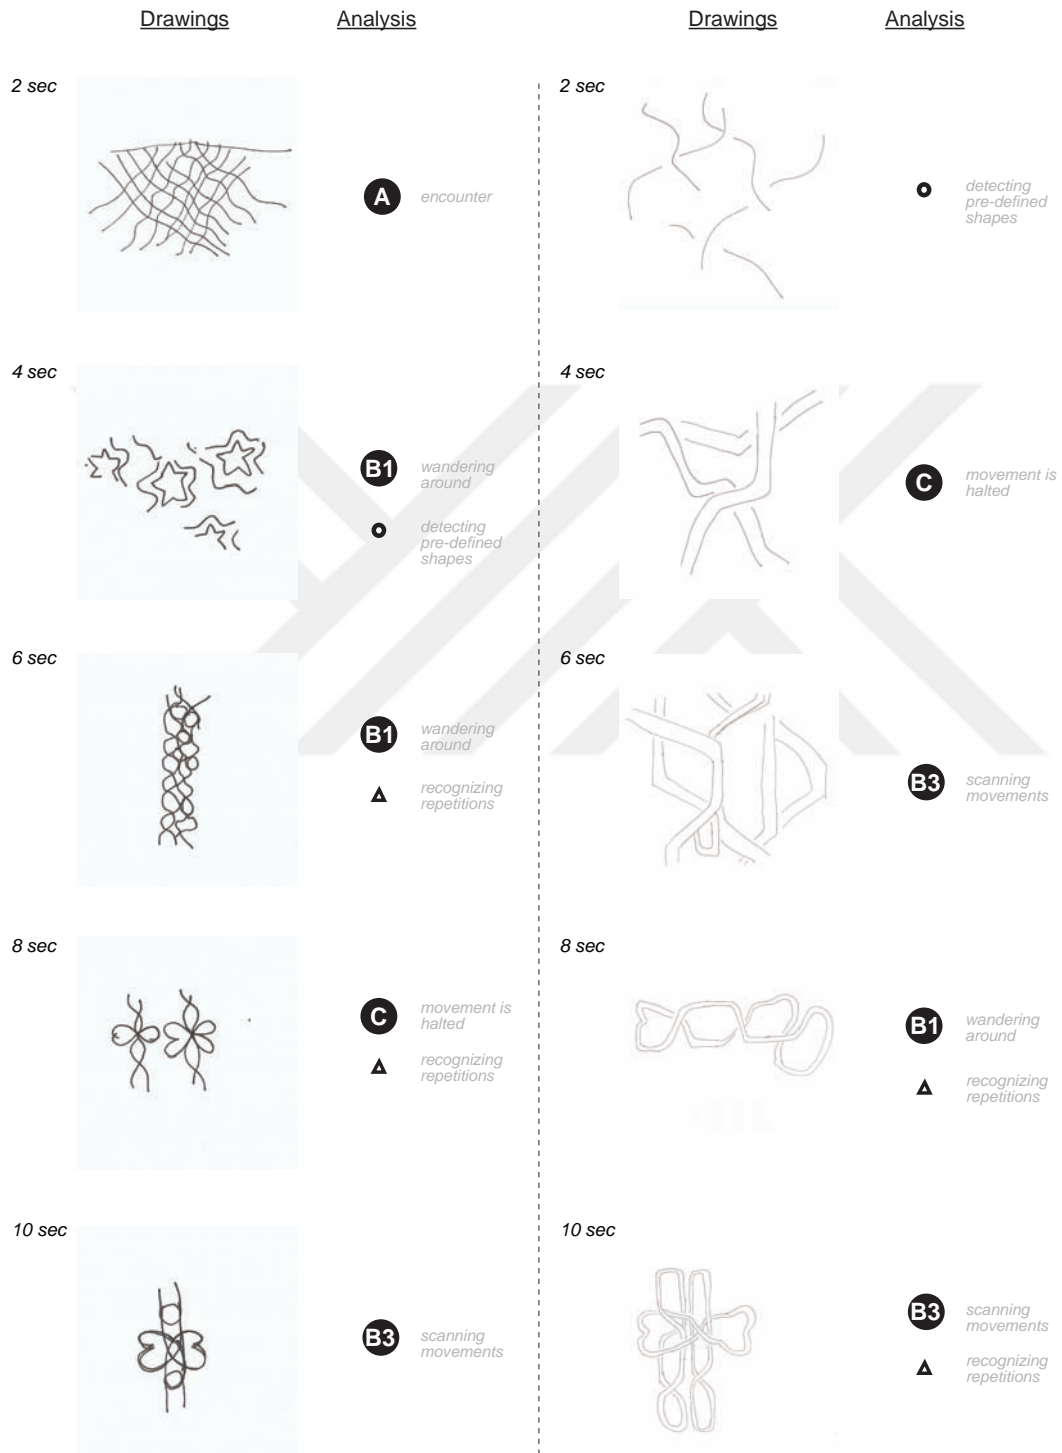 Drawings Analysis
2 sec
A encounter
4 sec
B1 wandering
around
detecting
pre-defined
shapes
6 sec
B1 wandering
around
recognizing
repetitions
8 sec
C movement is
halted
recognizing
repetitions
10 sec
B3 scanning
movements
Drawings Analysis
2 sec
detecting
pre-defined
shapes
4 sec
C movement is
halted
6 sec
B3 scanning
movements
8 sec
B1 wandering
around
recognizing
repetitions
10 sec
B3 scanning
movements
recognizing
repetitions